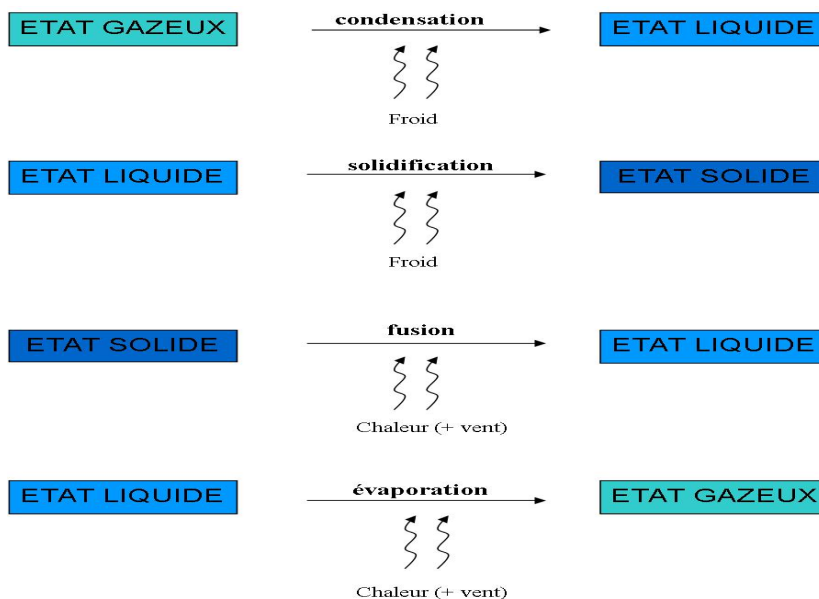 ETAT GAZEUX
condensation
ETAT LIQUIDE
Froid
ETAT LIQUIDE
solidification
ETAT SOLIDE
Froid
ETAT SOLIDE
fusion
ETAT LIQUIDE
Chaleur (+ vent)
ETAT LIQUIDE
évaporation
ETAT GAZEUX
Chaleur (+ vent)